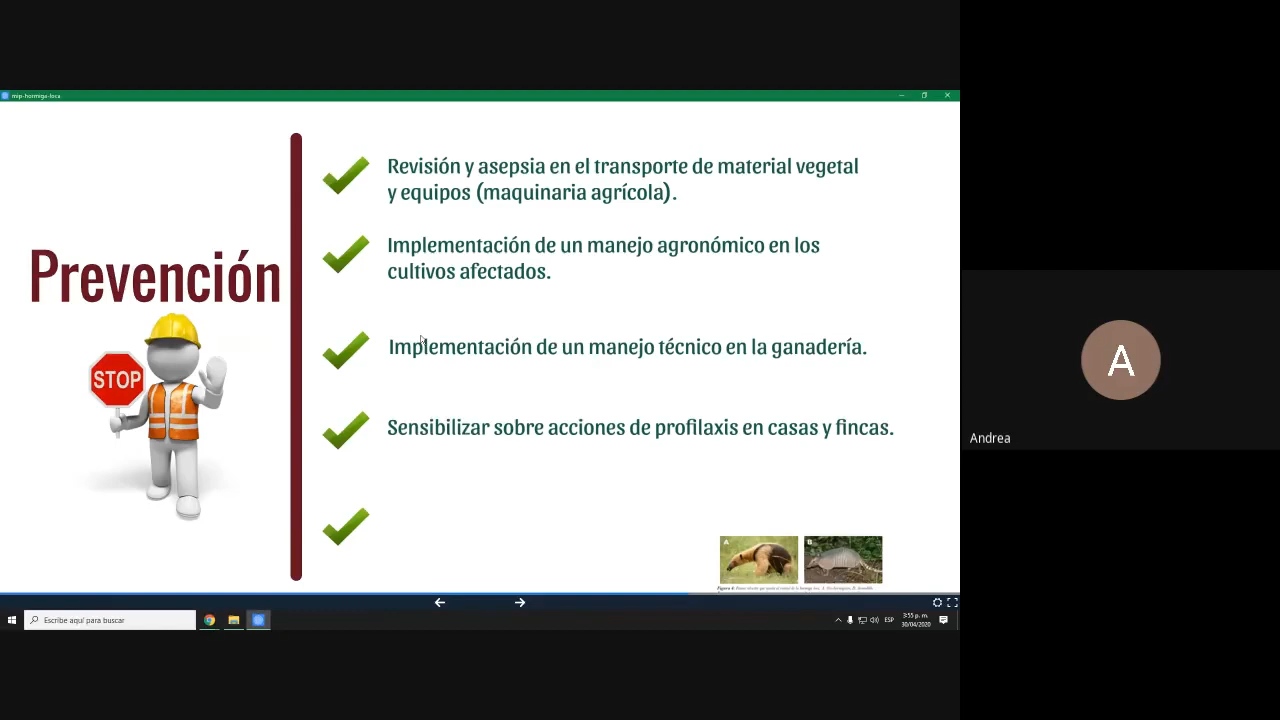 mip-hormiga-loca
Revisión y asepsia en el transporte de material vegetal
y equipos (maquinaria agrícola).
Implementación de un manejo agronómico en los
cultivos afectados.
Prevención
Implementación de un manejo técnico en la ganadería.
STOP
Sensibilizar sobre acciones de profilaxis en casas y fincas.
A
B
A
Andrea
Escribe aquí para buscar
ESP
3:55 p. m.
30/04/2020